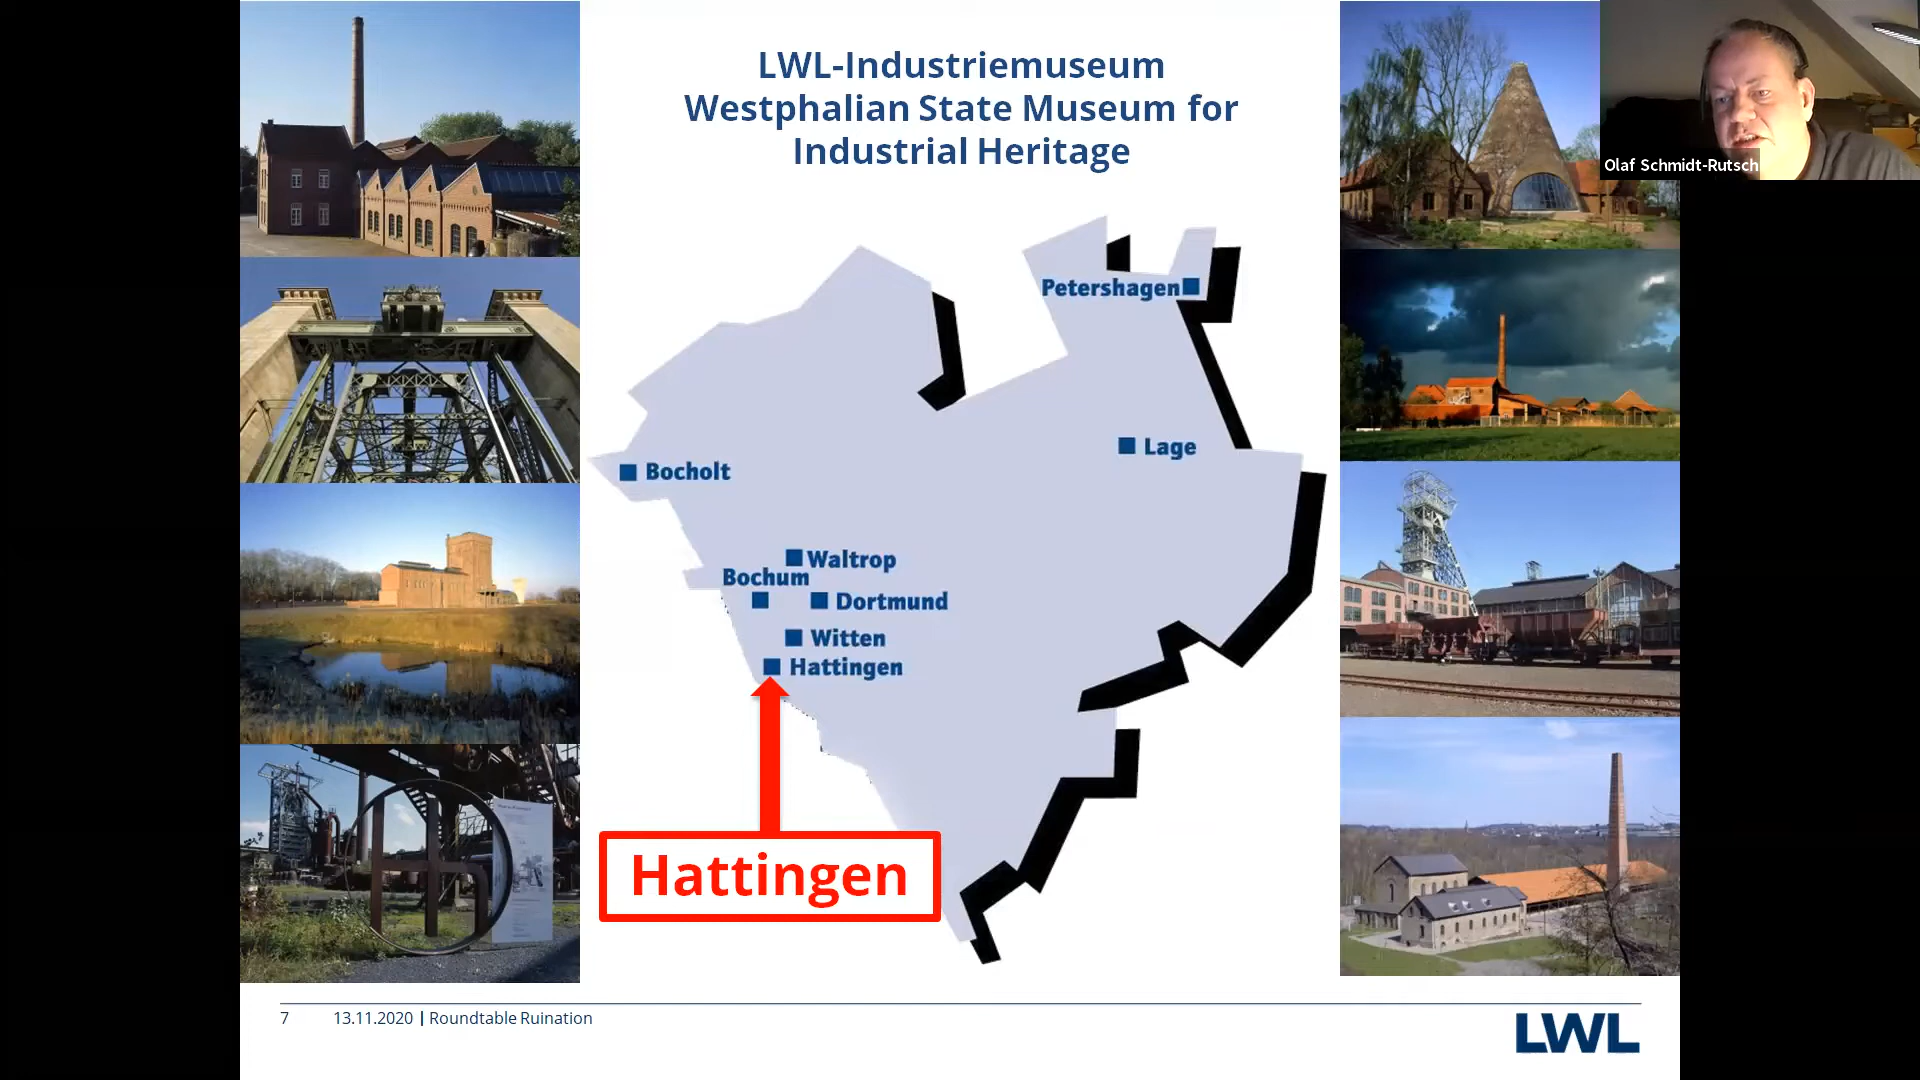 LWL-Industriemuseum
Westphalian State Museum for
Industrial Heritage
Olaf Schmidt-Rutsch
Petershagen
Lage
Bocholt
Waltrop
Bochum
Dortmund
Witten
Hattingen
Hattingen
7 13.11.2020 | Roundtable Ruination
LWL